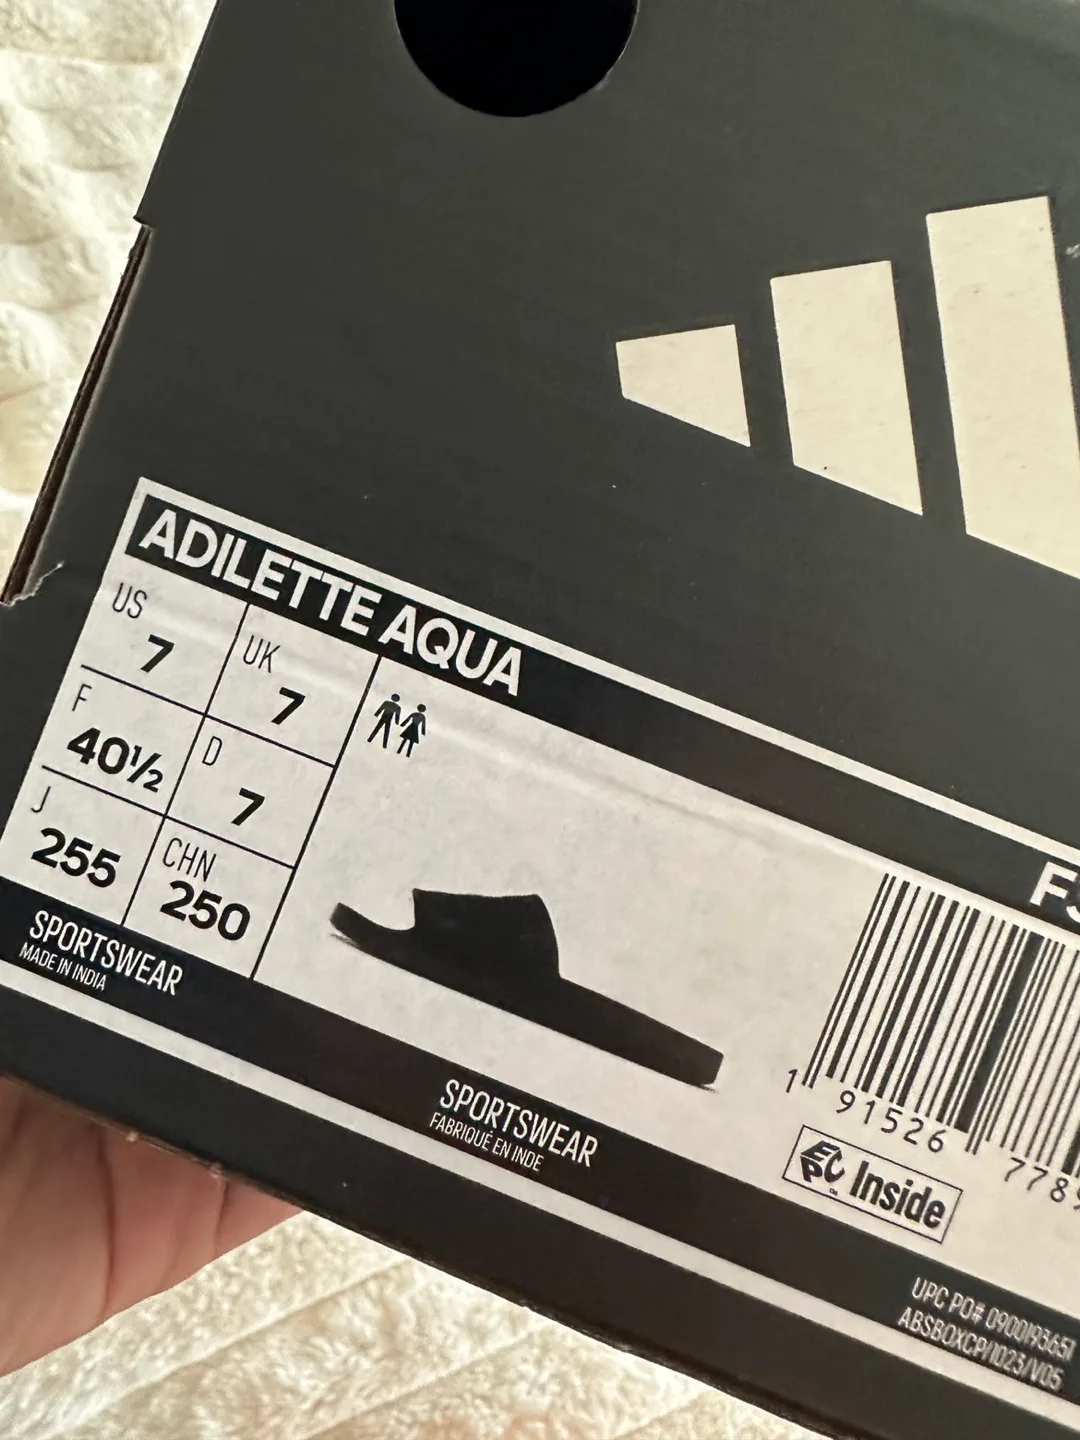 ADILETTE AQUA
US
7
UK
7
F
40½
D
7
J
255
CHN
250
SPORTSWEAR
MADE IN INDIA
SPORTSWEAR
FABRIQUÉ EN INDE
1 91526 778
EPC Inside
UPC PO# 0900193651
ABSBOXCP/1023/V05